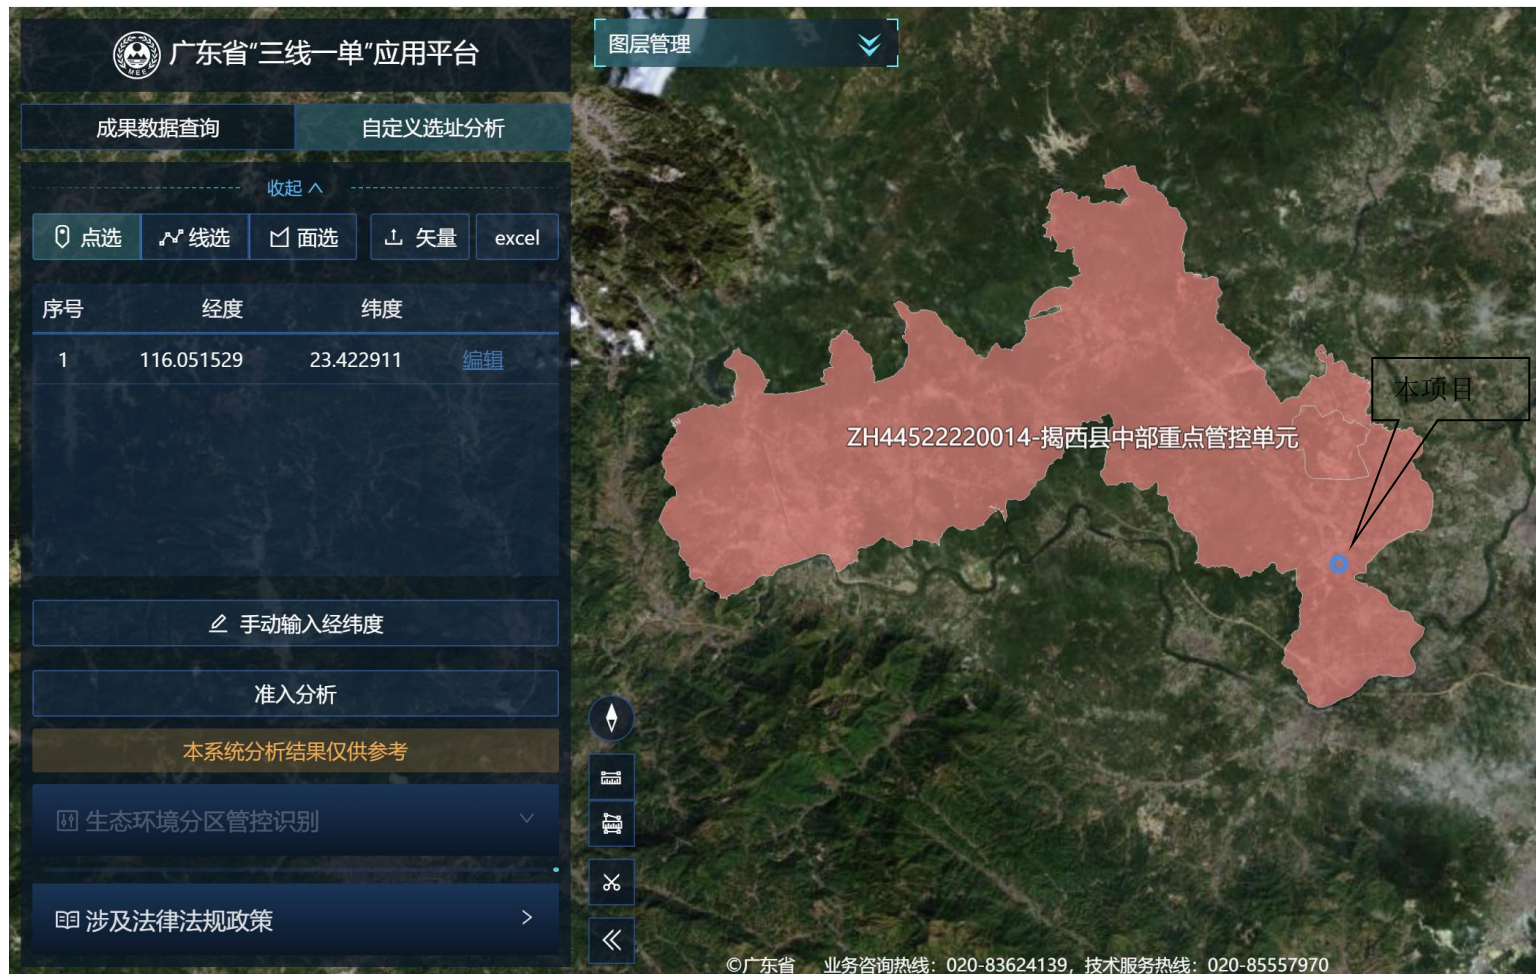 广东省“三线一单”应用平台
MEE
图层管理
成果数据查询
自定义选址分析
收起
点选
线选
面选
矢量
excel
序号 经度 纬度
1 116.051529 23.422911 编辑
手动输入经纬度
准入分析
本系统分析结果仅供参考
生态环境分区管控识别
涉及法律法规政策
本项目
ZH44522220014-揭西县中部重点管控单元
©广东省 业务咨询热线：020-83624139，技术服务热线：020-85557970